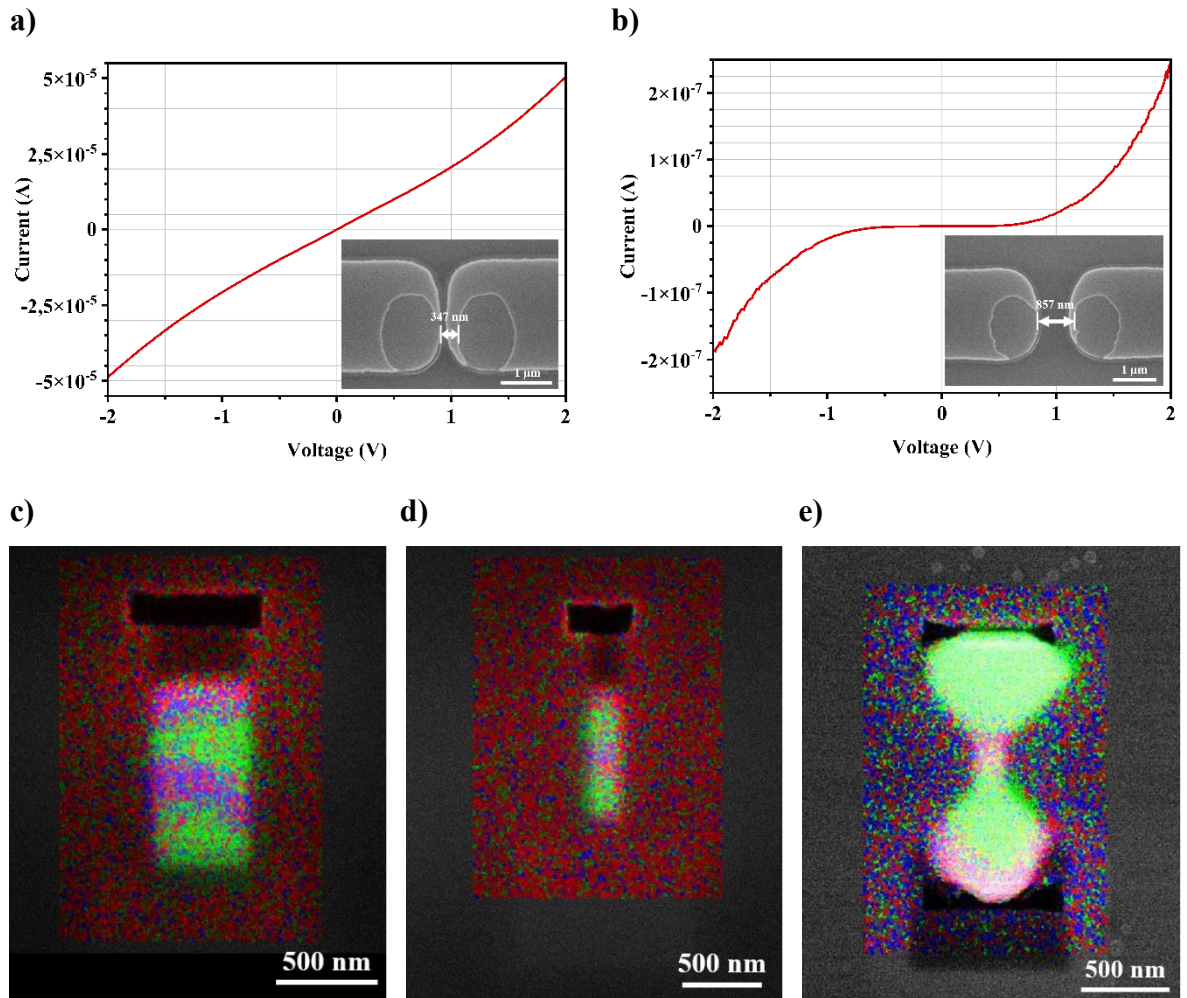 a)
b)
5×10-5
2,5×10-5
0
-2.5×10-5
-5×10-5
Current (A)
-2
-1
0
1
2
Voltage (V)
347 nm
1 μm
2×10-7
1×10-7
0
-1×10-7
-2×10-7
Current (A)
-2
-1
0
1
2
Voltage (V)
857 nm
1 μm
c)
d)
e)
500 nm
500 nm
500 nm